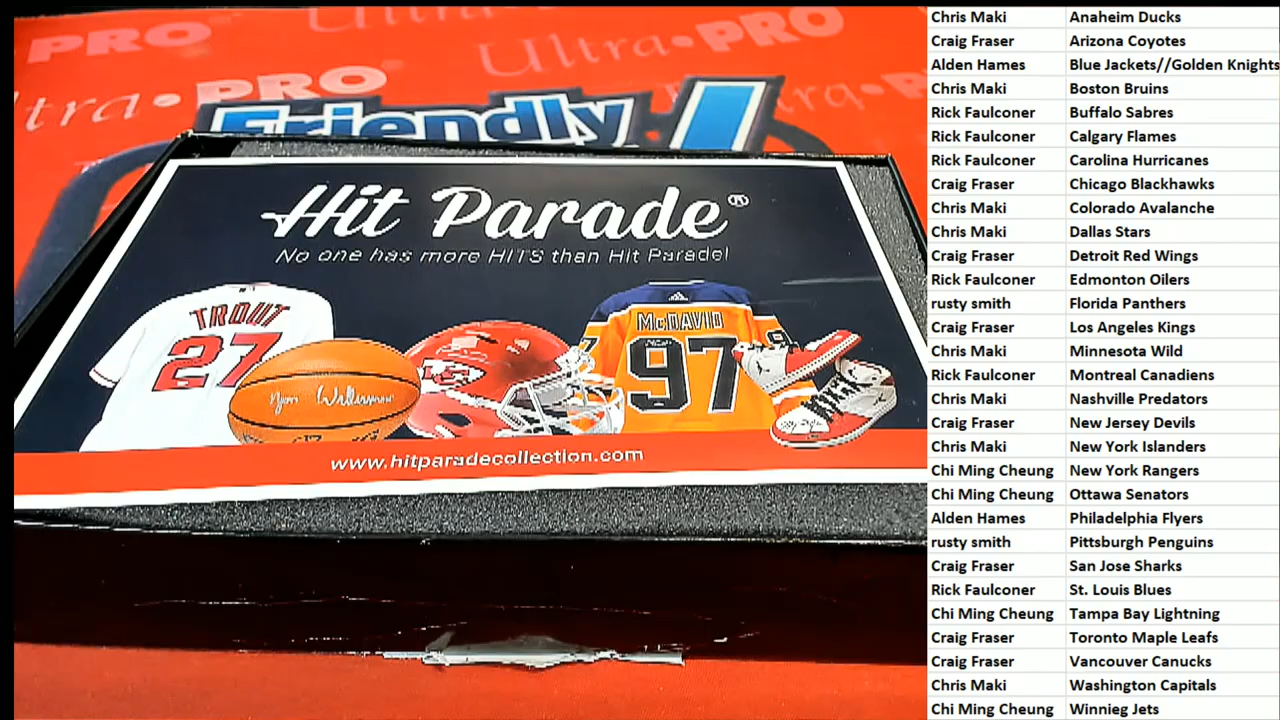 PRO
Ultra•PRO
Ultra•PRO
Friendly
Hit Parade®
No one has more HITS than Hit Parade!
TROUT
27
McDAVID
97
www.hitparadecollection.com
Chris Maki Anaheim Ducks
Craig Fraser Arizona Coyotes
Alden Hames Blue Jackets//Golden Knights
Chris Maki Boston Bruins
Rick Faulconer Buffalo Sabres
Rick Faulconer Calgary Flames
Rick Faulconer Carolina Hurricanes
Craig Fraser Chicago Blackhawks
Chris Maki Colorado Avalanche
Chris Maki Dallas Stars
Craig Fraser Detroit Red Wings
Rick Faulconer Edmonton Oilers
rusty smith Florida Panthers
Craig Fraser Los Angeles Kings
Chris Maki Minnesota Wild
Rick Faulconer Montreal Canadiens
Chris Maki Nashville Predators
Craig Fraser New Jersey Devils
Chris Maki New York Islanders
Chi Ming Cheung New York Rangers
Chi Ming Cheung Ottawa Senators
Alden Hames Philadelphia Flyers
rusty smith Pittsburgh Penguins
Craig Fraser San Jose Sharks
Rick Faulconer St. Louis Blues
Chi Ming Cheung Tampa Bay Lightning
Craig Fraser Toronto Maple Leafs
Craig Fraser Vancouver Canucks
Chris Maki Washington Capitals
Chi Ming Cheung Winnieg Jets